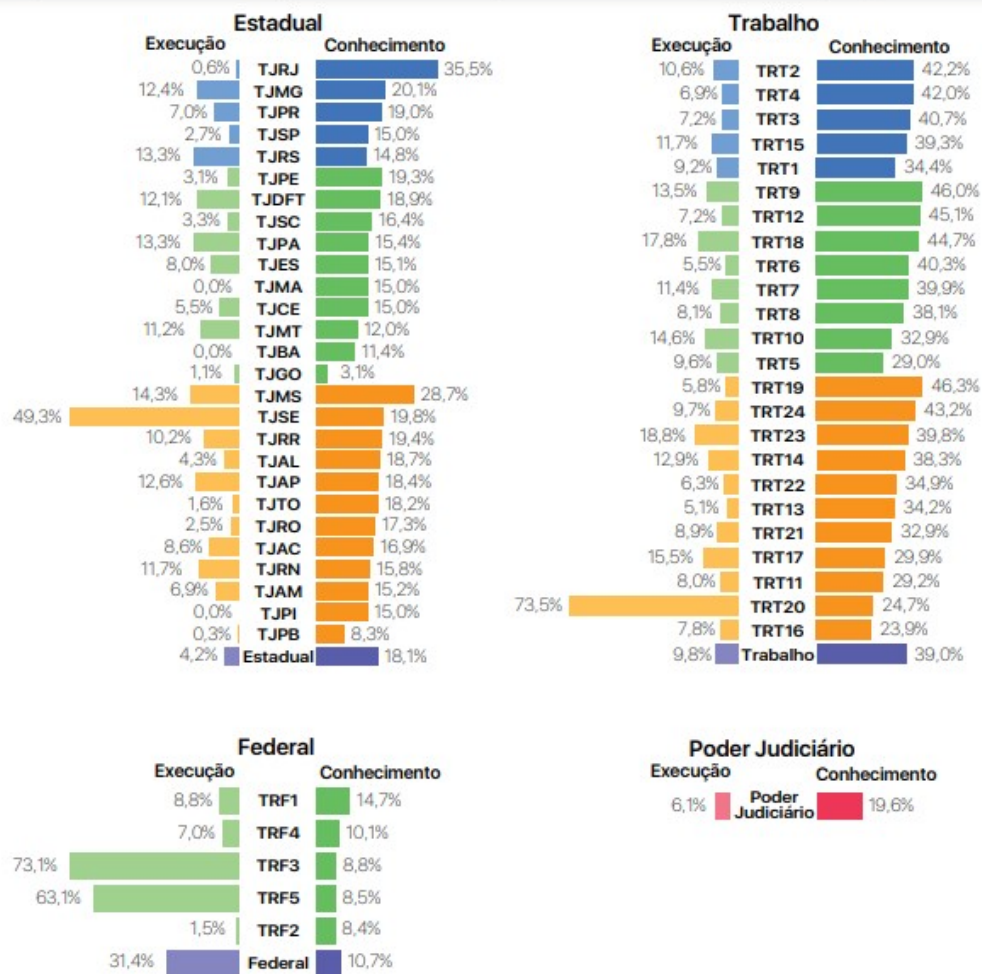 Estadual
Execução Conhecimento
0,6% TJRJ 35,5%
12,4% TJMG 20,1%
7,0% TJPR 19,0%
2,7% TJSP 15,0%
13,3% TJRS 14,8%
3,1% TJPE 19,3%
12,1% TJDFT 18,9%
3,3% TJSC 16,4%
13,3% TJPA 15,4%
8,0% TJES 15,1%
0,0% TJMA 15,0%
5,5% TJCE 15,0%
11,2% TJMT 12,0%
0,0% TJBA 11,4%
1,1% TJGO 3,1%
14,3% TJMS 28,7%
49,3% TJSE 19,8%
10,2% TJRR 19,4%
4,3% TJAL 18,7%
12,6% TJAP 18,4%
1,6% TJTO 18,2%
2,5% TJRO 17,3%
8,6% TJAC 16,9%
11,7% TJRN 15,8%
6,9% TJAM 15,2%
0,0% TJPI 15,0%
0,3% TJPB 8,3%
4,2% Estadual 18,1%
Trabalho
Execução Conhecimento
10,6% TRT2 42,2%
6,9% TRT4 42,0%
7,2% TRT3 40,7%
11,7% TRT15 39,3%
9,2% TRT1 34,4%
13,5% TRT9 46,0%
7,2% TRT12 45,1%
17,8% TRT18 44,7%
5,5% TRT6 40,3%
11,4% TRT7 39,9%
8,1% TRT8 38,1%
14,6% TRT10 32,9%
9,6% TRT5 29,0%
5,8% TRT19 46,3%
9,7% TRT24 43,2%
18,8% TRT23 39,8%
12,9% TRT14 38,3%
6,3% TRT22 34,9%
5,1% TRT13 34,2%
8,9% TRT21 32,9%
15,5% TRT17 29,9%
8,0% TRT11 29,2%
73,5% TRT20 24,7%
7,8% TRT16 23,9%
9,8% Trabalho 39,0%
Federal
Execução Conhecimento
8,8% TRF1 14,7%
7,0% TRF4 10,1%
73,1% TRF3 8,8%
63,1% TRF5 8,5%
1,5% TRF2 8,4%
31,4% Federal 10,7%
Poder Judiciário
Execução Conhecimento
6,1% Poder Judiciário 19,6%